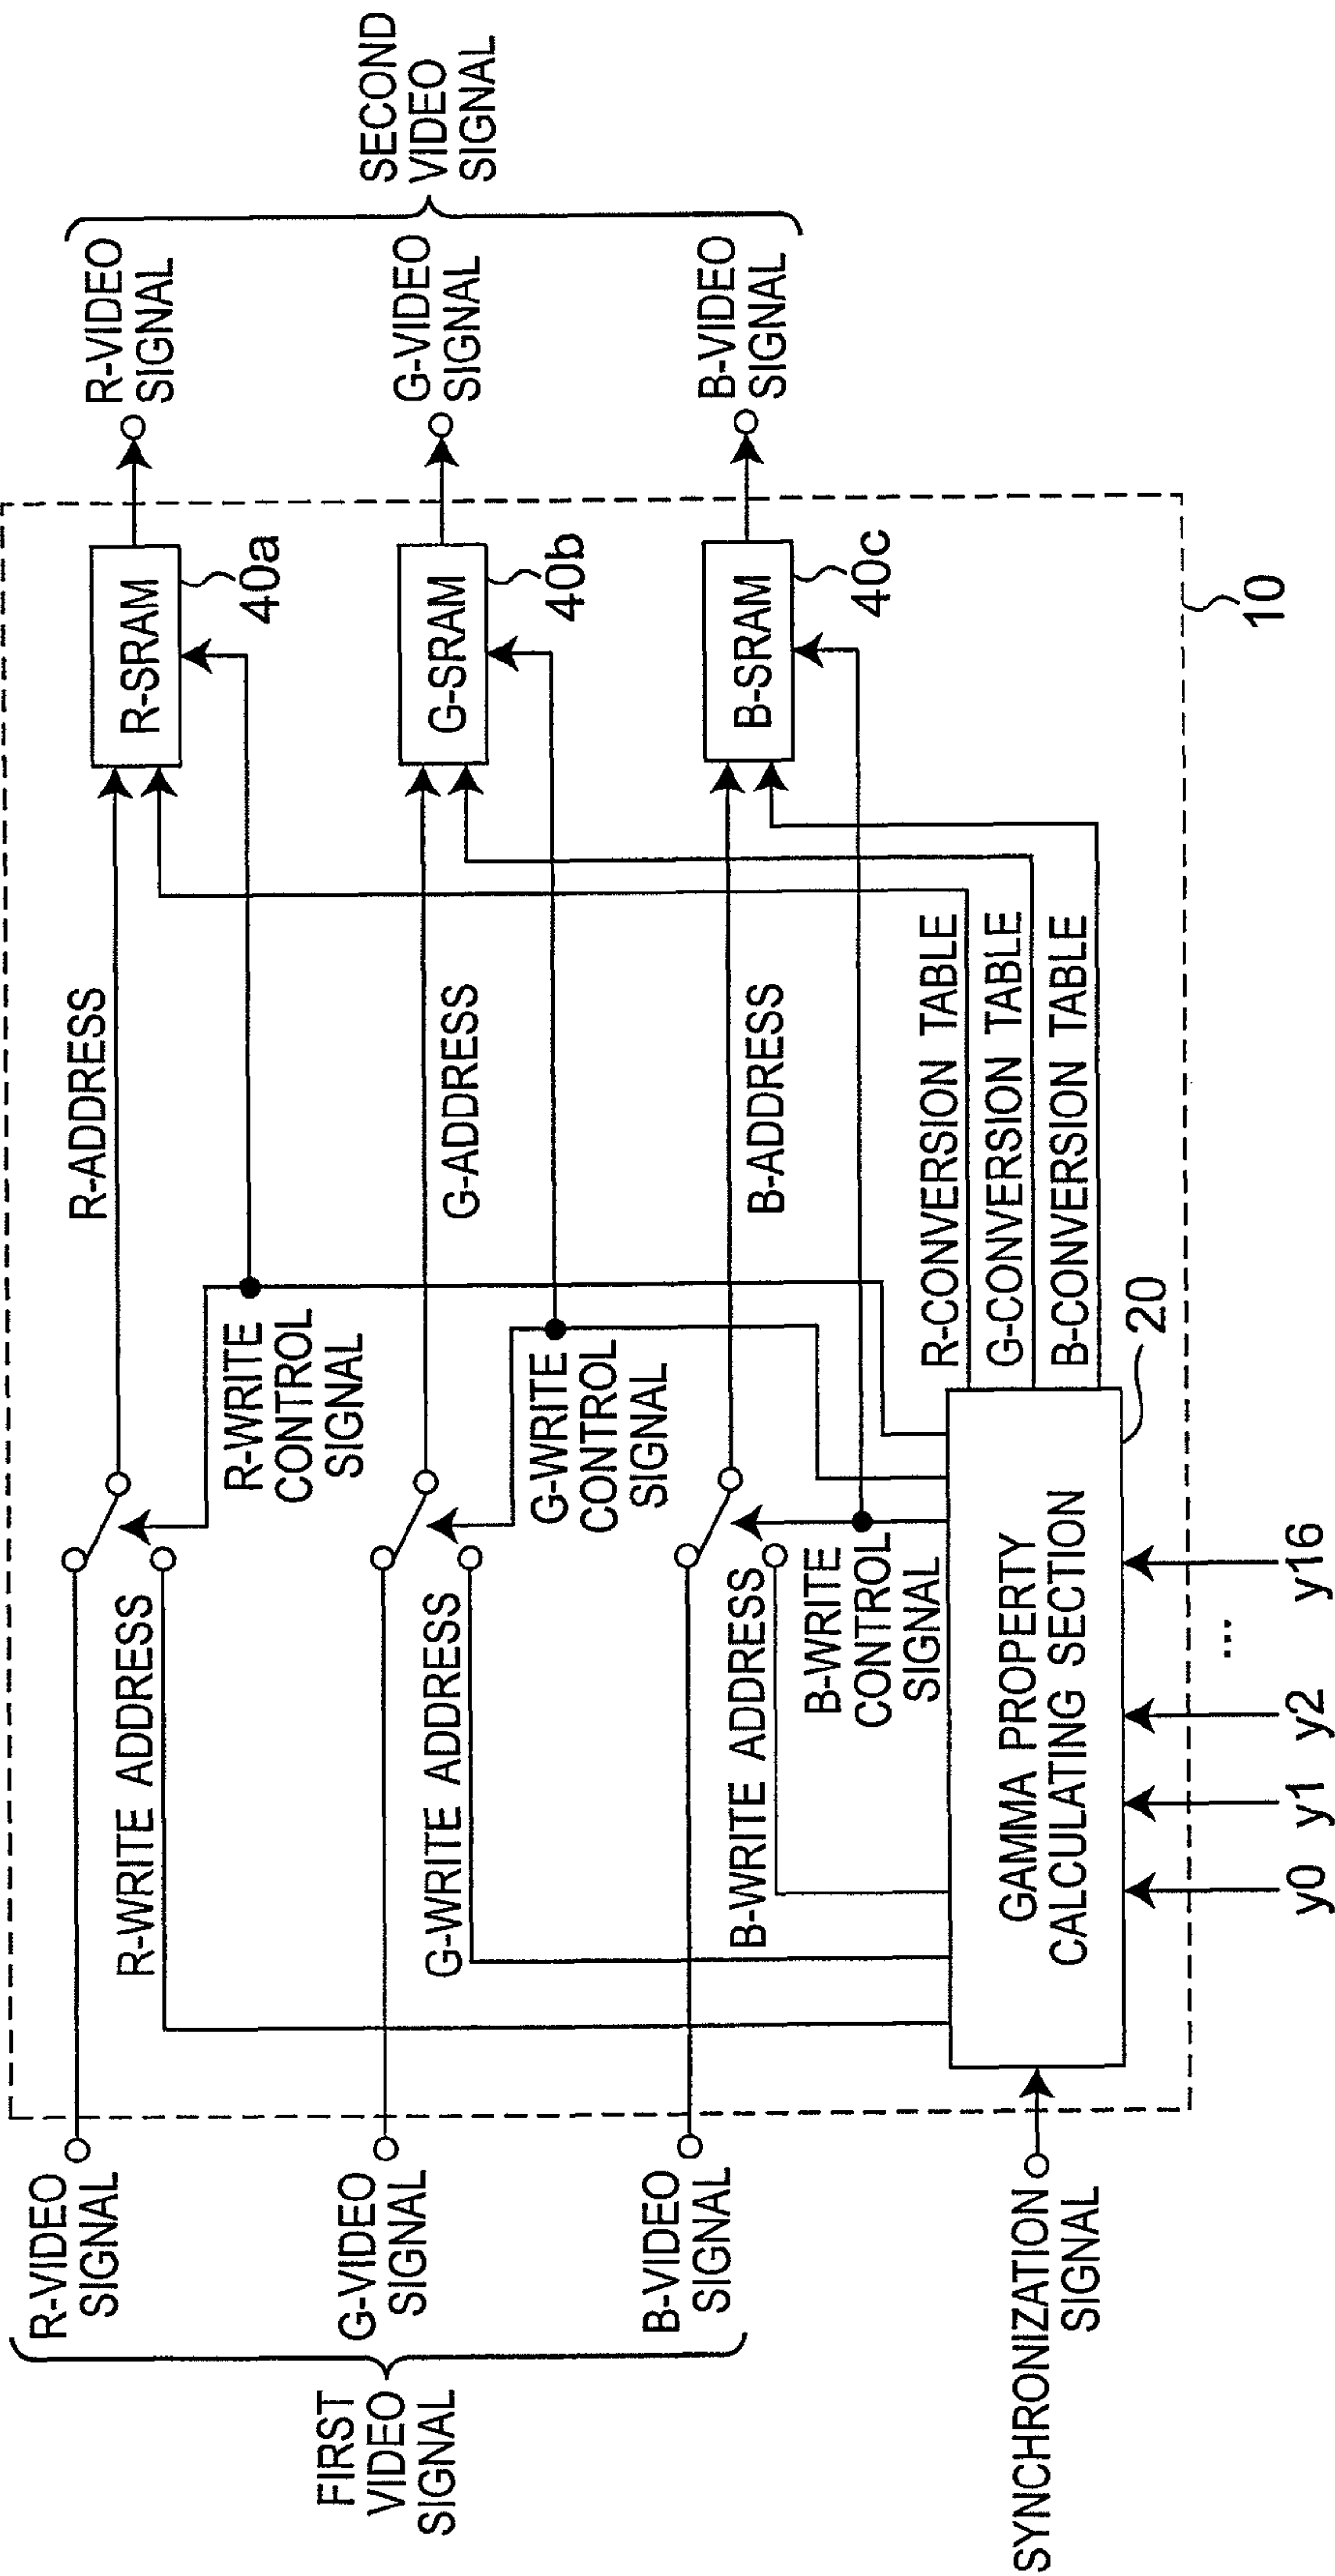 FIRST
VIDEO
SIGNAL
R-VIDEO
SIGNAL
G-VIDEO
SIGNAL
B-VIDEO
SIGNAL
SYNCHRONIZATION
SIGNAL
R-WRITE ADDRESS
G-WRITE ADDRESS
B-WRITE ADDRESS
R-WRITE
CONTROL
SIGNAL
G-WRITE
CONTROL
SIGNAL
B-WRITE
CONTROL
SIGNAL
GAMMA PROPERTY
CALCULATING SECTION
20
y0 y1 y2 ... y16
R-ADDRESS
G-ADDRESS
B-ADDRESS
R-CONVERSION TABLE
G-CONVERSION TABLE
B-CONVERSION TABLE
R-SRAM
40a
G-SRAM
40b
B-SRAM
40c
10
R-VIDEO
SIGNAL
G-VIDEO
SIGNAL
B-VIDEO
SIGNAL
SECOND
VIDEO
SIGNAL